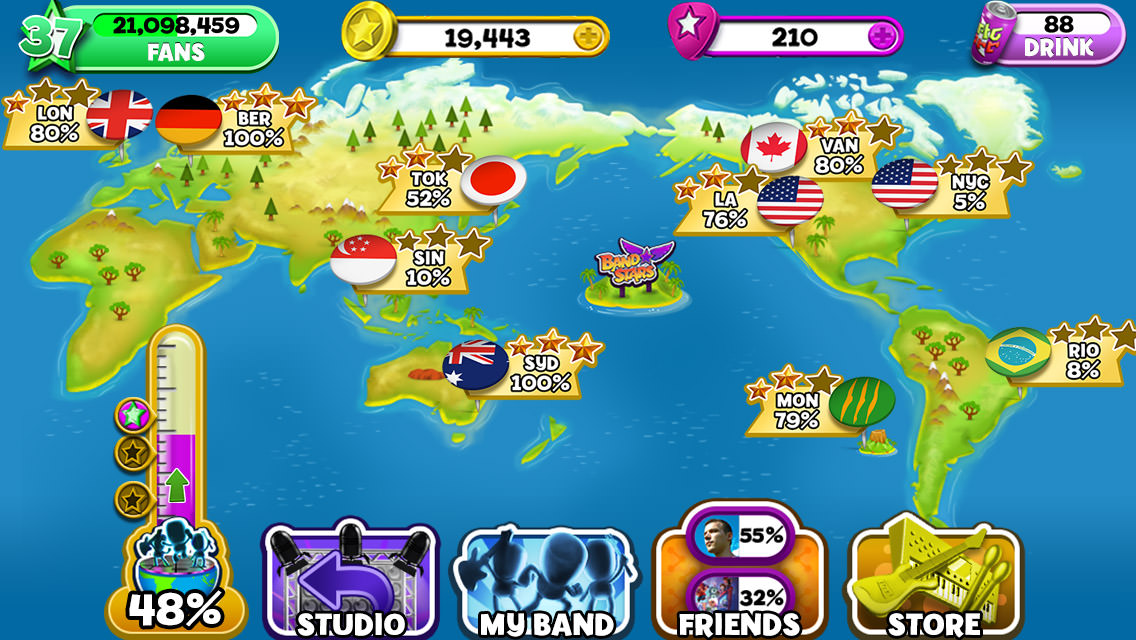 37
21,098,459
FANS
19,443
210
88
DRINK
LON
80%
BER
100%
TOK
52%
VAN
80%
LA
76%
NYC
5%
SIN
10%
BAND
STARS
SYD
100%
RIO
8%
MON
79%
48%
STUDIO
MY BAND
55%
32%
FRIENDS
STORE